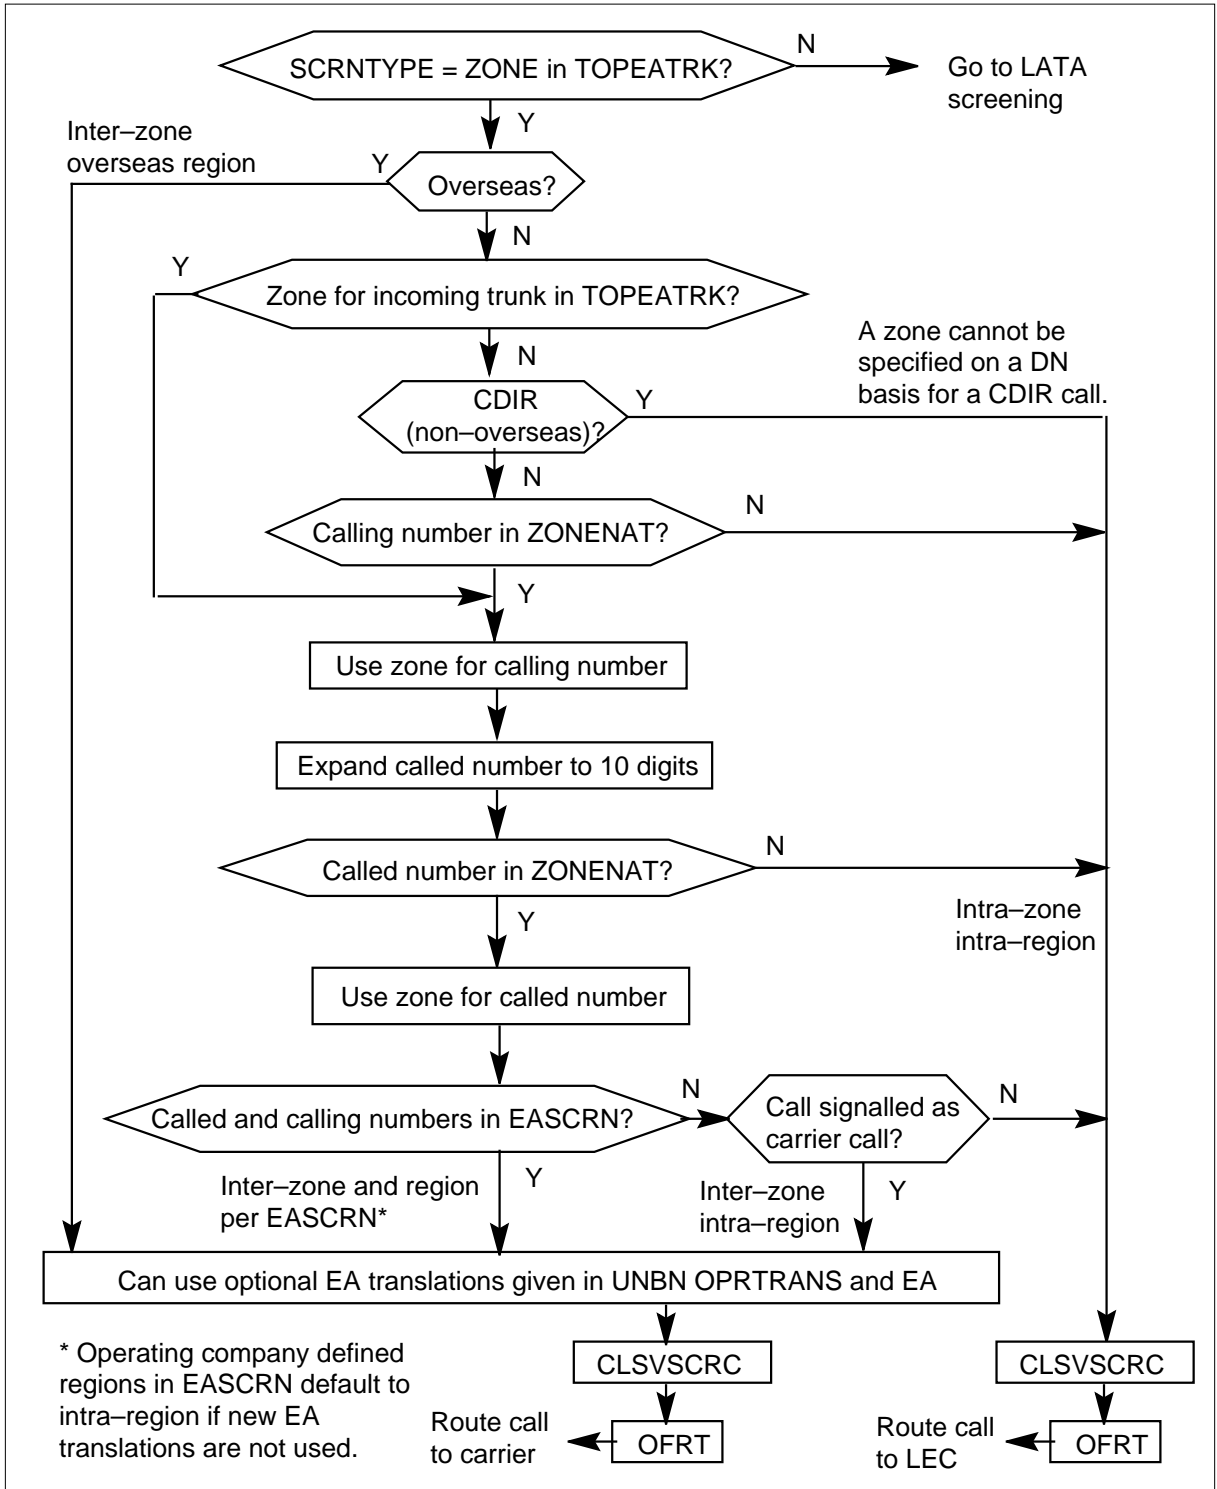 SCRNTYPE = ZONE in TOPEATRK?
N
Go to LATA
screening
Y
Inter–zone
overseas region
Y
Overseas?
N
Y
Zone for incoming trunk in TOPEATRK?
N
A zone cannot be
specified on a DN
basis for a CDIR call.
CDIR
(non–overseas)?
Y
N
Calling number in ZONENAT?
N
Y
Use zone for calling number
Expand called number to 10 digits
Called number in ZONENAT?
N
Y
Intra–zone
intra–region
Use zone for called number
Called and calling numbers in EASCRN?
N
Call signalled as
carrier call?
N
Inter–zone and region
per EASCRN*
Y
Inter–zone
intra–region
Y
Can use optional EA translations given in UNBN OPRTRANS and EA
* Operating company defined
regions in EASCRN default to
intra–region if new EA
translations are not used.
CLSVSCRC
CLSVSCRC
Route call
to carrier
OFRT
Route call
to LEC
OFRT